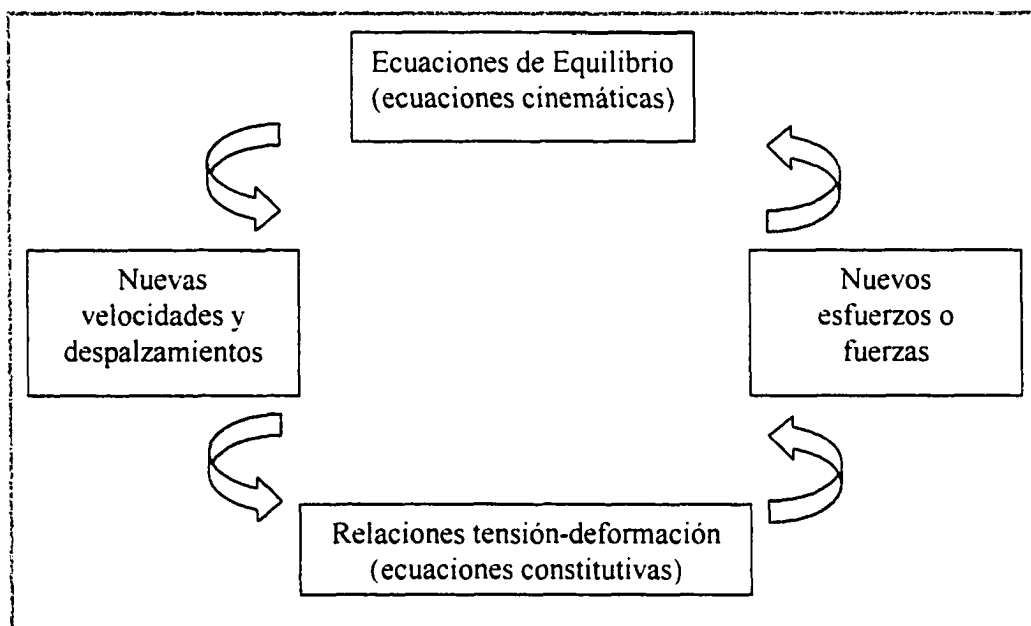 Ecuaciones de Equilibrio
(ecuaciones cinemáticas)
Nuevas
velocidades y
despalzamientos
Nuevos
esfuerzos o
fuerzas
Relaciones tensión-deformación
(ecuaciones constitutivas)